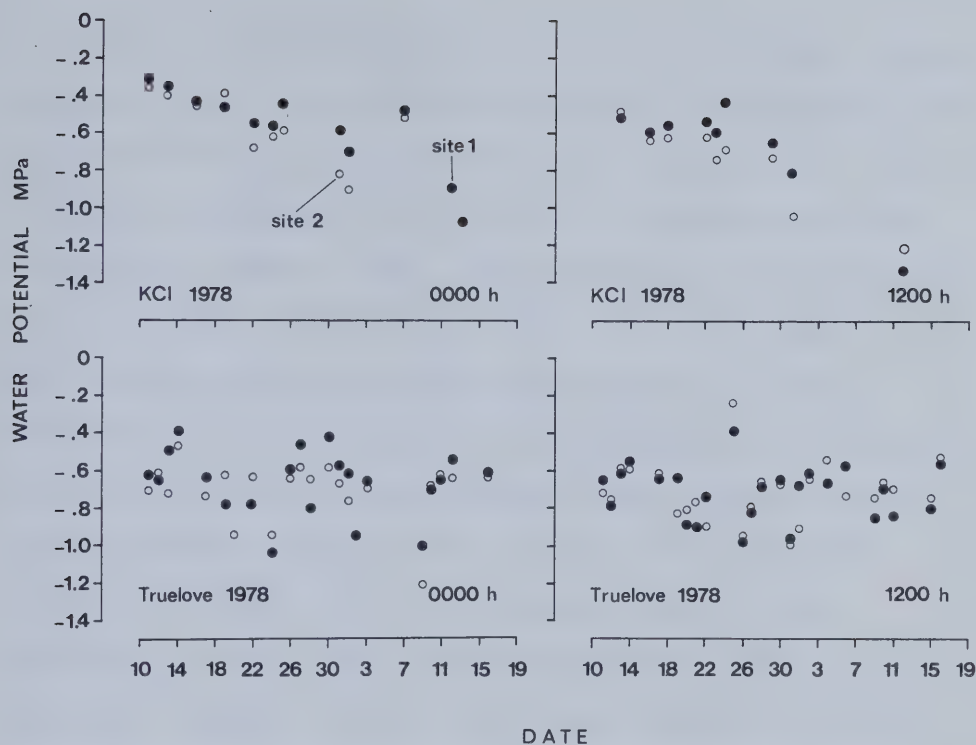 WATER POTENTIAL MPa
0
-.2
-.4
-.6
-.8
-1.0
-1.2
-1.4
site 1
site 2
KCl 1978
0000 h
KCl 1978
1200 h
0
-.2
-.4
-.6
-.8
-1.0
-1.2
-1.4
Truelove 1978
0000 h
Truelove 1978
1200 h
10 14 18 22 26 30 3 7 11 15 19
10 14 18 22 26 30 3 7 11 15 19
DATE